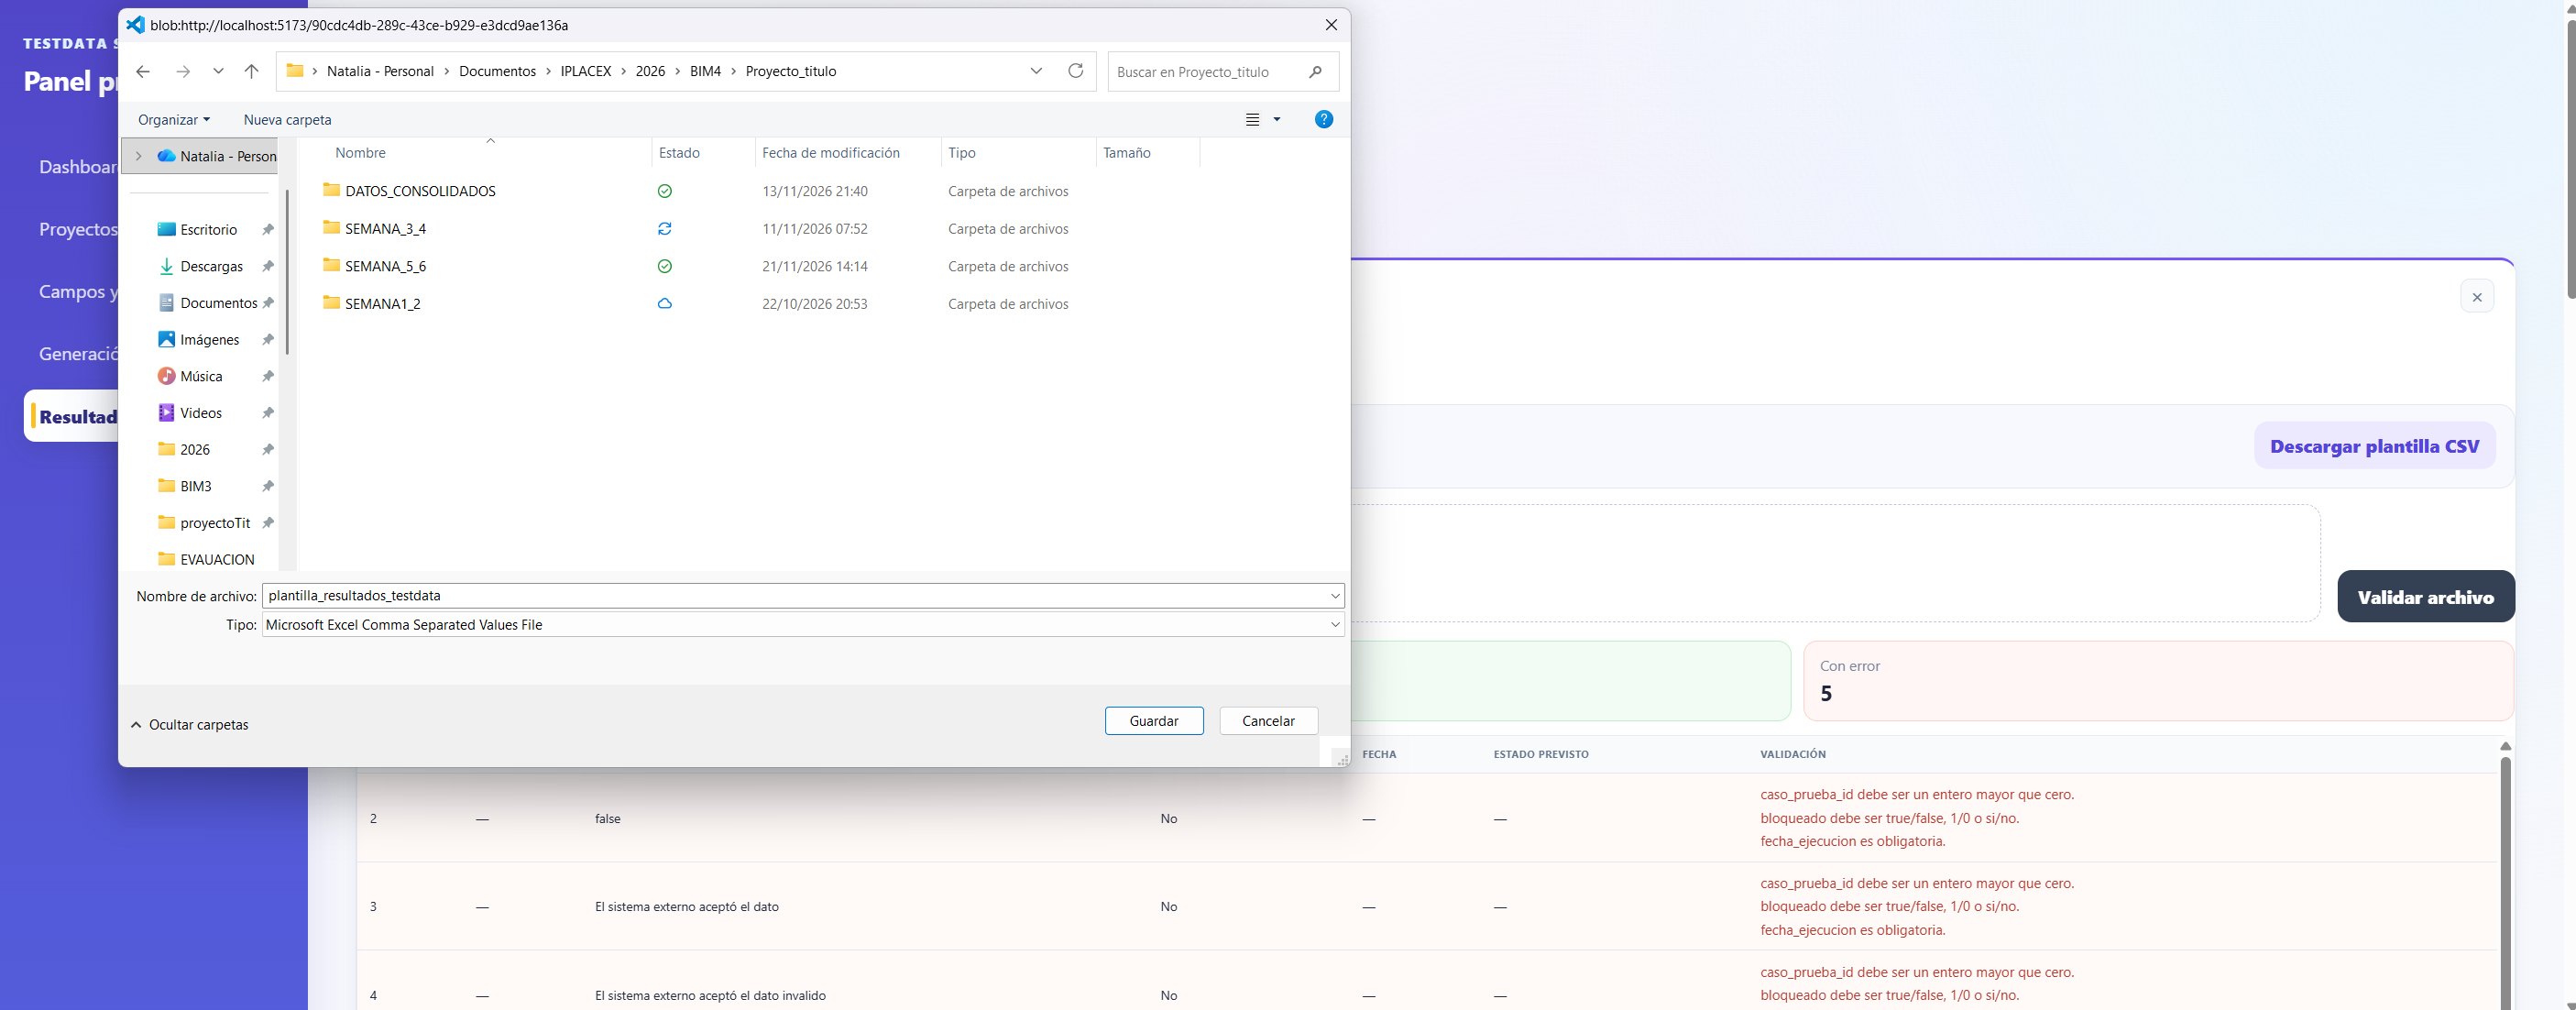 blob:http://localhost:5173/90cdc4db-289c-43ce-b929-e3dcd9ae136a
Natalia - Personal > Documentos > IPLACEX > 2026 > BIM4 > Proyecto_titulo
Buscar en Proyecto_titulo
Organizar
Nueva carpeta
Natalia - Person
Escritorio
Descargas
Documentos
Imágenes
Música
Videos
2026
BIM3
proyectoTit
EVAUACION
Nombre Estado Fecha de modificación Tipo Tamaño
DATOS_CONSOLIDADOS 13/11/2026 21:40 Carpeta de archivos
SEMANA_3_4 11/11/2026 07:52 Carpeta de archivos
SEMANA_5_6 21/11/2026 14:14 Carpeta de archivos
SEMANA1_2 22/10/2026 20:53 Carpeta de archivos
Nombre de archivo: plantilla_resultados_testdata
Tipo: Microsoft Excel Comma Separated Values File
Ocultar carpetas
Guardar
Cancelar
TESTDATA S
Panel p
Dashboar
Proyectos
Campos y
Generació
Resultad
Descargar plantilla CSV
Validar archivo
Con error
5
FECHA ESTADO PREVISTO VALIDACIÓN
2 — false No — — caso_prueba_id debe ser un entero mayor que cero.
bloqueado debe ser true/false, 1/0 o si/no.
fecha_ejecucion es obligatoria.
3 — El sistema externo aceptó el dato No — — caso_prueba_id debe ser un entero mayor que cero.
bloqueado debe ser true/false, 1/0 o si/no.
fecha_ejecucion es obligatoria.
4 — El sistema externo aceptó el dato invalido No — — caso_prueba_id debe ser un entero mayor que cero.
bloqueado debe ser true/false, 1/0 o si/no.